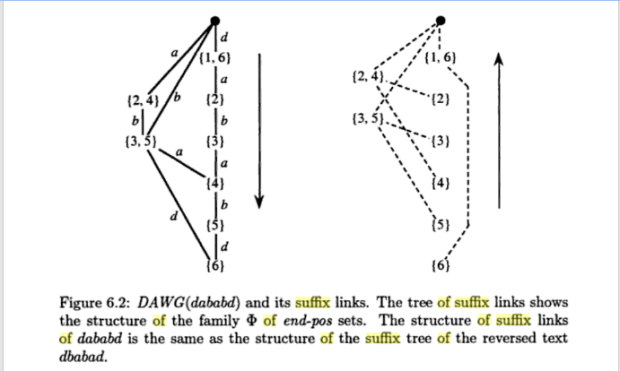 d
a
{1, 6}
{1, 6}
a
{2, 4}
{2, 4}
b
{2}
{2}
b
b
{3, 5}
{3, 5}
{3}
{3}
a
a
{4}
{4}
d
b
{5}
{5}
d
{6}
{6}
Figure 6.2: DAWG(dababd) and its suffix links. The tree of suffix links shows
the structure of the family Φ of end-pos sets. The structure of suffix links
of dababd is the same as the structure of the suffix tree of the reversed text
dbabad.